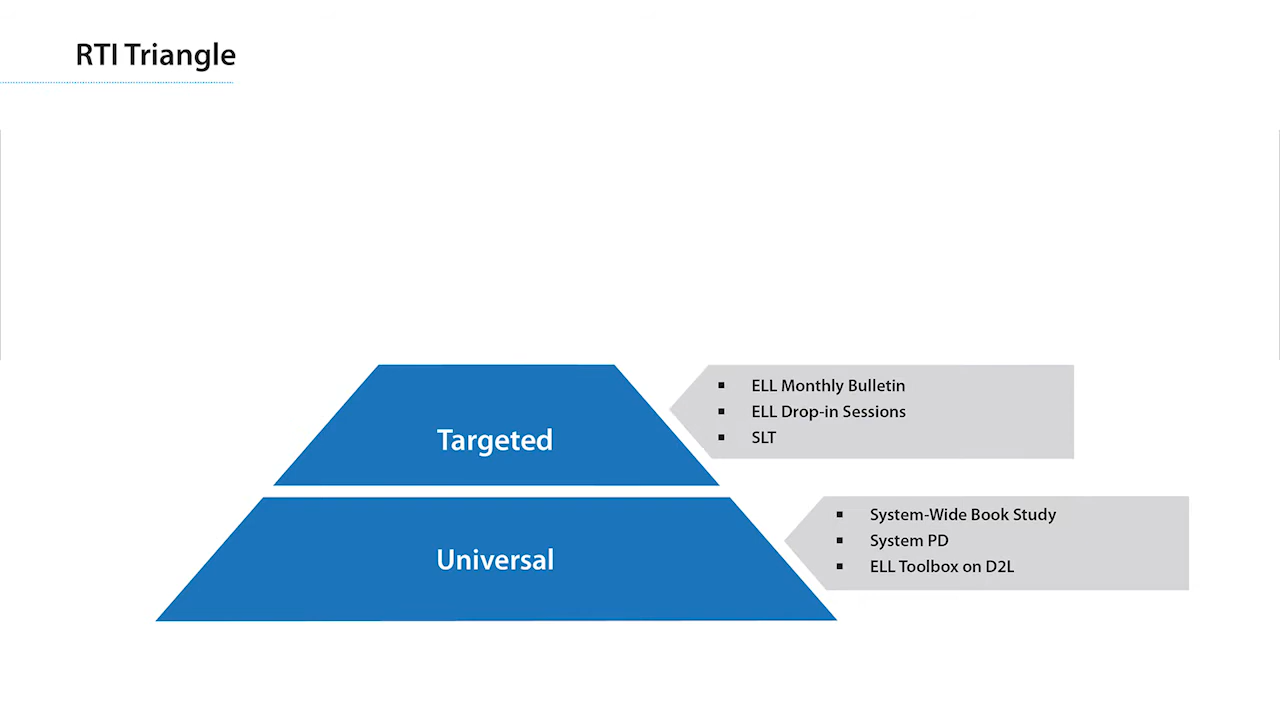 RTI Triangle
Targeted
ELL Monthly Bulletin
ELL Drop-in Sessions
SLT
Universal
System-Wide Book Study
System PD
ELL Toolbox on D2L